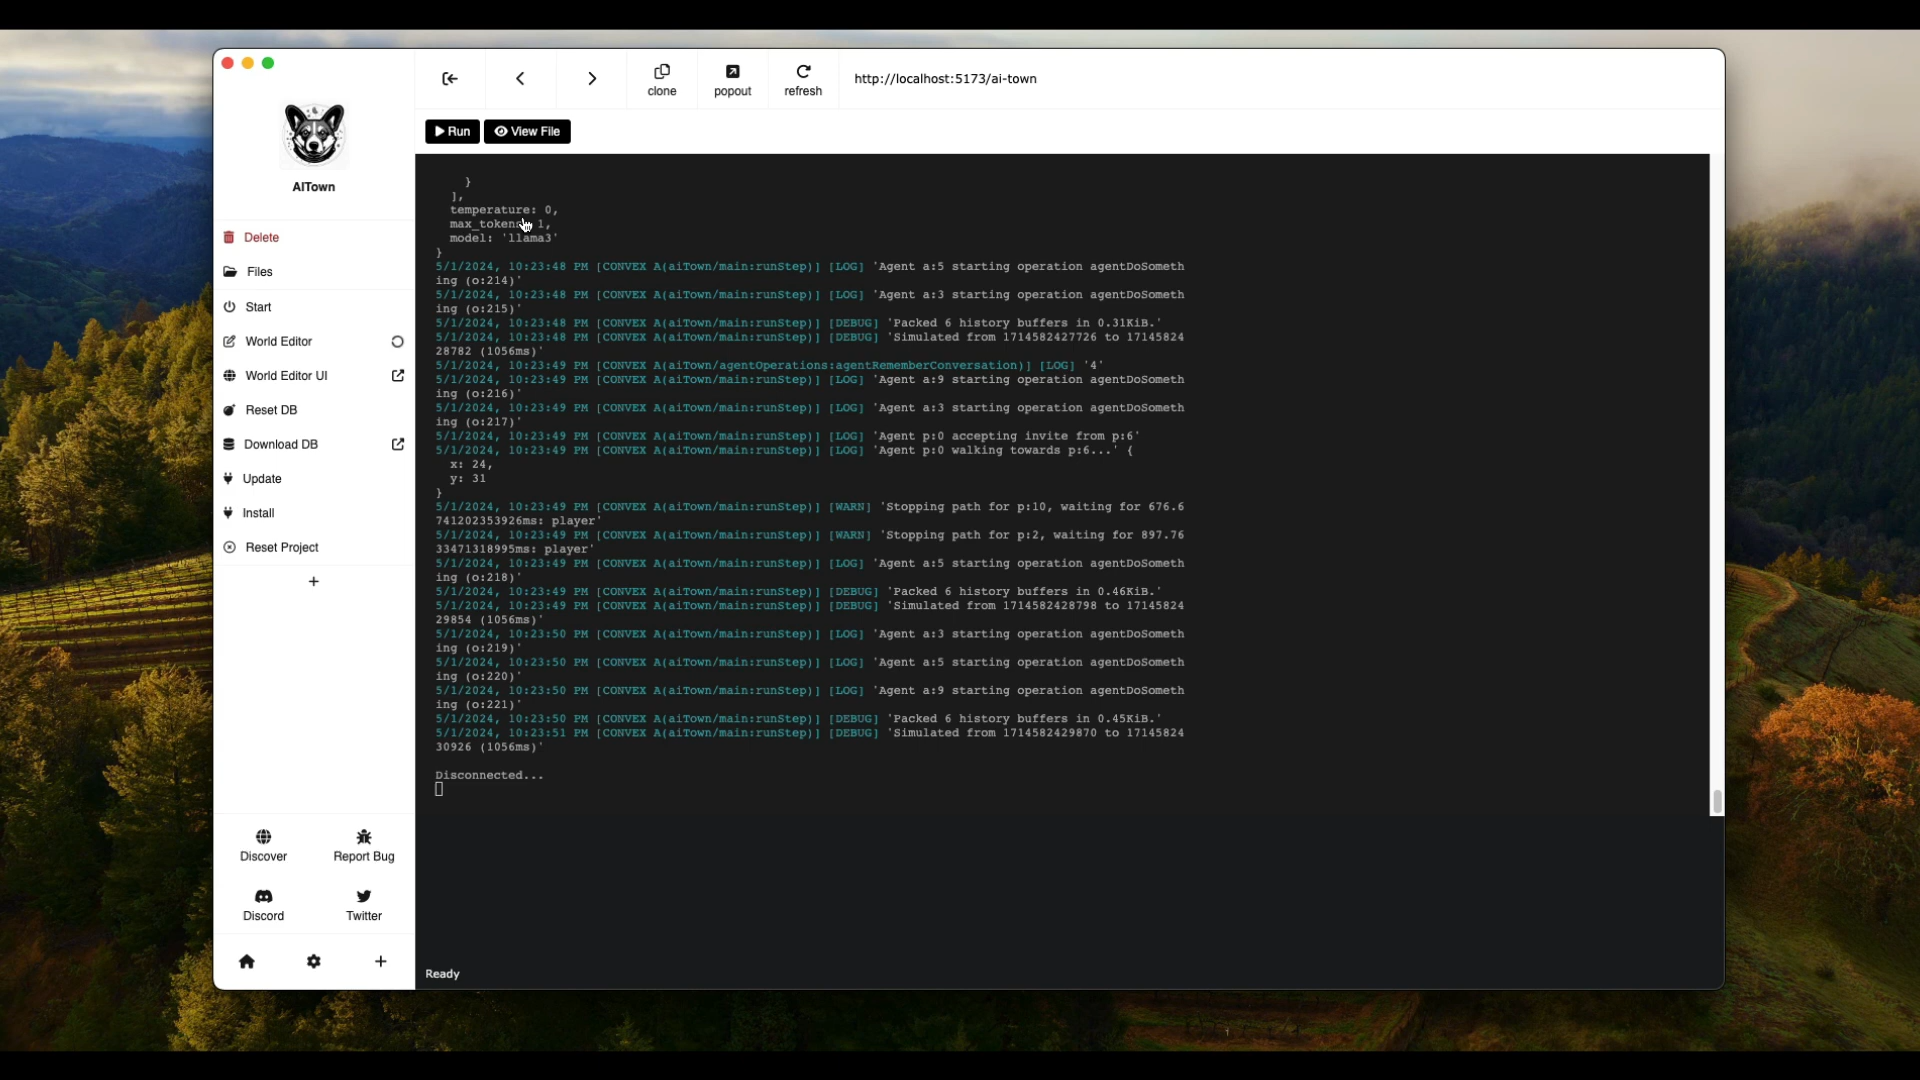 clone
popout
refresh
http://localhost:5173/ai-town
Run
View File
AITown
Delete
Files
Start
World Editor
World Editor UI
Reset DB
Download DB
Update
Install
Reset Project
+
Discover
Report Bug
Discord
Twitter
}
],
temperature: 0,
max_tokens: 1,
model: 'llama3'
}
5/1/2024, 10:23:48 PM [CONVEX A(aiTown/main:runStep)] [LOG] 'Agent a:5 starting operation agentDoSometh
ing (o:214)'
5/1/2024, 10:23:48 PM [CONVEX A(aiTown/main:runStep)] [LOG] 'Agent a:3 starting operation agentDoSometh
ing (o:215)'
5/1/2024, 10:23:48 PM [CONVEX A(aiTown/main:runStep)] [DEBUG] 'Packed 6 history buffers in 0.31KiB.'
5/1/2024, 10:23:48 PM [CONVEX A(aiTown/main:runStep)] [DEBUG] 'Simulated from 1714582427726 to 17145824
28782 (1056ms)'
5/1/2024, 10:23:49 PM [CONVEX A(aiTown/agentOperations:agentRememberConversation)] [LOG] '4'
5/1/2024, 10:23:49 PM [CONVEX A(aiTown/main:runStep)] [LOG] 'Agent a:9 starting operation agentDoSometh
ing (o:216)'
5/1/2024, 10:23:49 PM [CONVEX A(aiTown/main:runStep)] [LOG] 'Agent a:3 starting operation agentDoSometh
ing (o:217)'
5/1/2024, 10:23:49 PM [CONVEX A(aiTown/main:runStep)] [LOG] 'Agent p:0 accepting invite from p:6'
5/1/2024, 10:23:49 PM [CONVEX A(aiTown/main:runStep)] [LOG] 'Agent p:0 walking towards p:6...' {
x: 24,
y: 31
}
5/1/2024, 10:23:49 PM [CONVEX A(aiTown/main:runStep)] [WARN] 'Stopping path for p:10, waiting for 676.6
741202353926ms: player'
5/1/2024, 10:23:49 PM [CONVEX A(aiTown/main:runStep)] [WARN] 'Stopping path for p:2, waiting for 897.76
33471318995ms: player'
5/1/2024, 10:23:49 PM [CONVEX A(aiTown/main:runStep)] [LOG] 'Agent a:5 starting operation agentDoSometh
ing (o:218)'
5/1/2024, 10:23:49 PM [CONVEX A(aiTown/main:runStep)] [DEBUG] 'Packed 6 history buffers in 0.46KiB.'
5/1/2024, 10:23:49 PM [CONVEX A(aiTown/main:runStep)] [DEBUG] 'Simulated from 1714582428798 to 17145824
29854 (1056ms)'
5/1/2024, 10:23:50 PM [CONVEX A(aiTown/main:runStep)] [LOG] 'Agent a:3 starting operation agentDoSometh
ing (o:219)'
5/1/2024, 10:23:50 PM [CONVEX A(aiTown/main:runStep)] [LOG] 'Agent a:5 starting operation agentDoSometh
ing (o:220)'
5/1/2024, 10:23:50 PM [CONVEX A(aiTown/main:runStep)] [LOG] 'Agent a:9 starting operation agentDoSometh
ing (o:221)'
5/1/2024, 10:23:50 PM [CONVEX A(aiTown/main:runStep)] [DEBUG] 'Packed 6 history buffers in 0.45KiB.'
5/1/2024, 10:23:51 PM [CONVEX A(aiTown/main:runStep)] [DEBUG] 'Simulated from 1714582429870 to 17145824
30926 (1056ms)'
Disconnected...
Ready